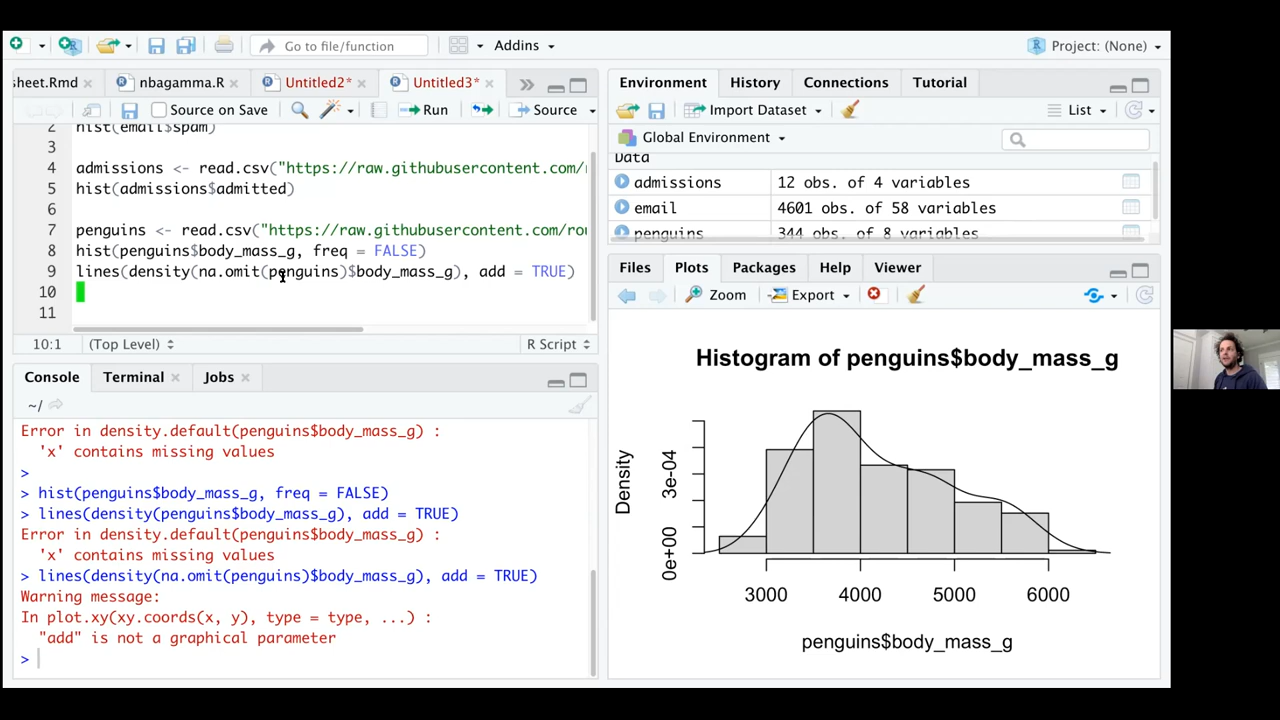 Go to file/function
Addins
Project: (None)
sheet.Rmd
nbagamma.R
Untitled2*
Untitled3*
Source on Save
Run
Source
2 hist(email$spam)
3
4 admissions <- read.csv("https://raw.githubusercontent.com/
5 hist(admissions$admitted)
6
7 penguins <- read.csv("https://raw.githubusercontent.com/rou
8 hist(penguins$body_mass_g, freq = FALSE)
9 lines(density(na.omit(penguins)$body_mass_g), add = TRUE)
10
11
10:1 (Top Level) R Script
Console Terminal Jobs
~/
Error in density.default(penguins$body_mass_g) :
'x' contains missing values
>
> hist(penguins$body_mass_g, freq = FALSE)
> lines(density(penguins$body_mass_g), add = TRUE)
Error in density.default(penguins$body_mass_g) :
'x' contains missing values
> lines(density(na.omit(penguins)$body_mass_g), add = TRUE)
Warning message:
In plot.xy(xy.coords(x, y), type = type, ...) :
"add" is not a graphical parameter
>
Environment History Connections Tutorial
Import Dataset List
Global Environment
Data
admissions 12 obs. of 4 variables
email 4601 obs. of 58 variables
penguins 344 obs. of 8 variables
Files Plots Packages Help Viewer
Zoom Export
Histogram of penguins$body_mass_g
Density
0e+00 3e-04
3000 4000 5000 6000
penguins$body_mass_g